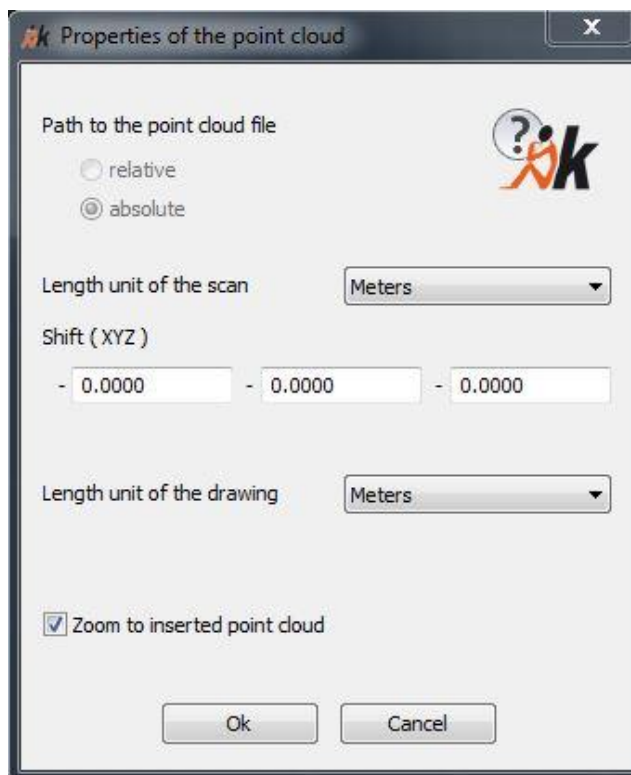 k Properties of the point cloud x
Path to the point cloud file
? k
relative
absolute
Length unit of the scan Meters
Shift ( XYZ )
- 0.0000 - 0.0000 - 0.0000
Length unit of the drawing Meters
Zoom to inserted point cloud
Ok Cancel